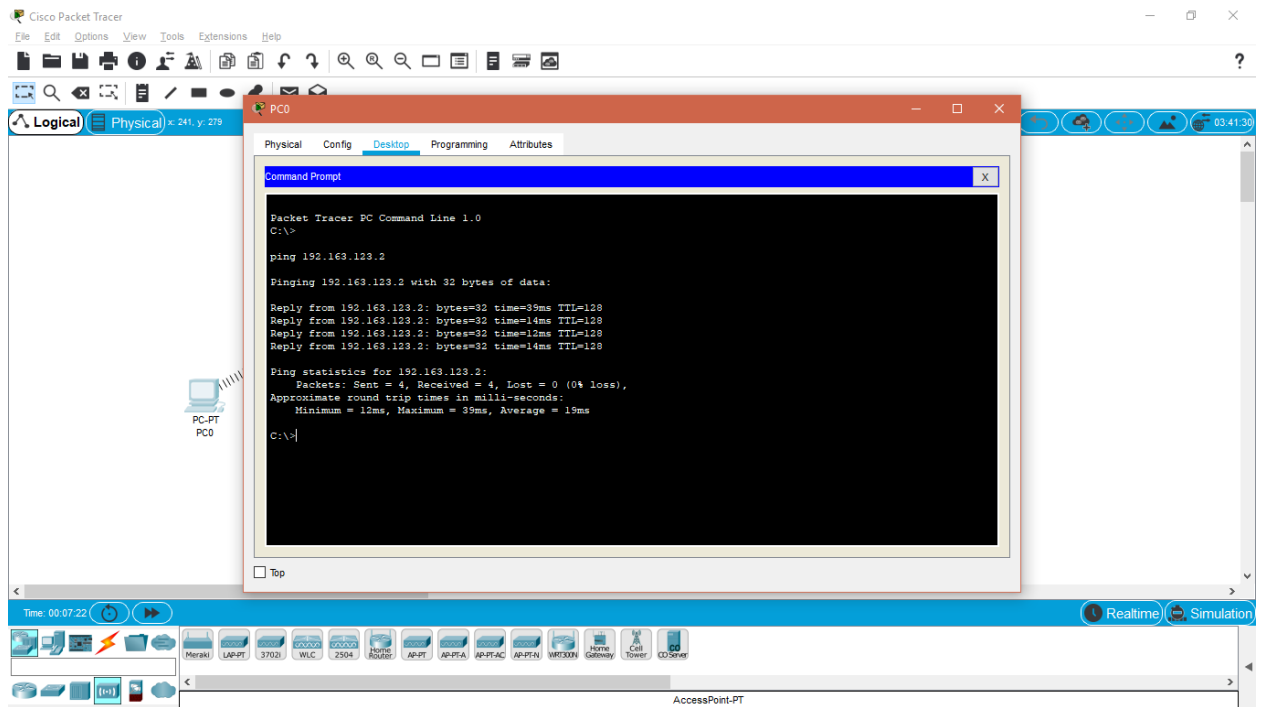 Cisco Packet Tracer
File Edit Options View Tools Extensions Help
?
Logical Physical x: 241, y: 279 03:41:30
PC0
Physical Config Desktop Programming Attributes
Command Prompt X
Packet Tracer PC Command Line 1.0
C:\>
ping 192.163.123.2
Pinging 192.163.123.2 with 32 bytes of data:
Reply from 192.163.123.2: bytes=32 time=39ms TTL=128
Reply from 192.163.123.2: bytes=32 time=14ms TTL=128
Reply from 192.163.123.2: bytes=32 time=12ms TTL=128
Reply from 192.163.123.2: bytes=32 time=14ms TTL=128
Ping statistics for 192.163.123.2:
Packets: Sent = 4, Received = 4, Lost = 0 (0% loss),
Approximate round trip times in milli-seconds:
Minimum = 12ms, Maximum = 39ms, Average = 19ms
C:\>
PC-PT
PC0
Top
Time: 00:07:22 Realtime Simulation
Meraki LAP-PT 3702i WLC 2504 Home Router AP-PT AP-PT-A AP-PT-AC AP-PT-N WRT300N Home Gateway Cell Tower CO Server
AccessPoint-PT